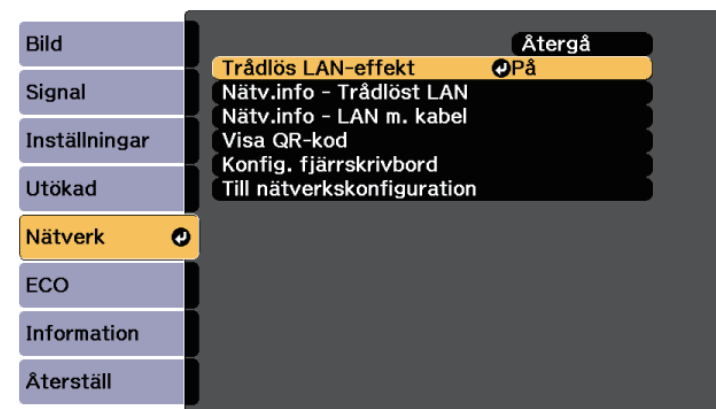 Bild
Signal
Inställningar
Utökad
Nätverk
ECO
Information
Återställ
Återgå
Trådlös LAN-effekt På
Nätv.info - Trådlöst LAN
Nätv.info - LAN m. kabel
Visa QR-kod
Konfig. fjärrskrivbord
Till nätverkskonfiguration